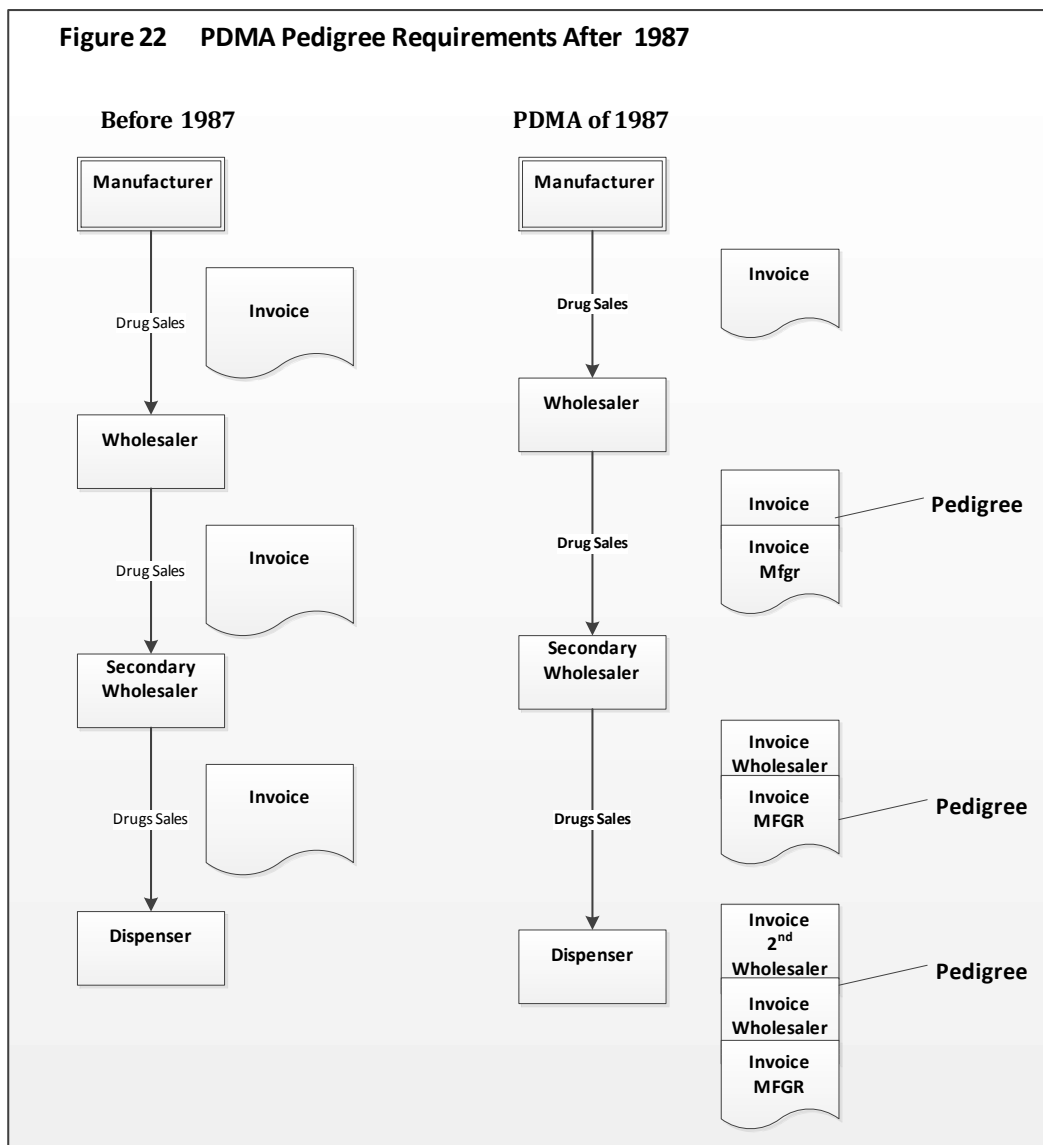 Figure 22 PDMA Pedigree Requirements After 1987
Before 1987
Manufacturer
Invoice
Drug Sales
Wholesaler
Invoice
Drug Sales
Secondary
Wholesaler
Invoice
Drugs Sales
Dispenser
PDMA of 1987
Manufacturer
Invoice
Drug Sales
Wholesaler
Invoice
Pedigree
Drug Sales
Invoice
Mfgr
Secondary
Wholesaler
Invoice
Wholesaler
Invoice
MFGR
Pedigree
Drugs Sales
Dispenser
Invoice
2nd
Wholesaler
Pedigree
Invoice
Wholesaler
Invoice
MFGR